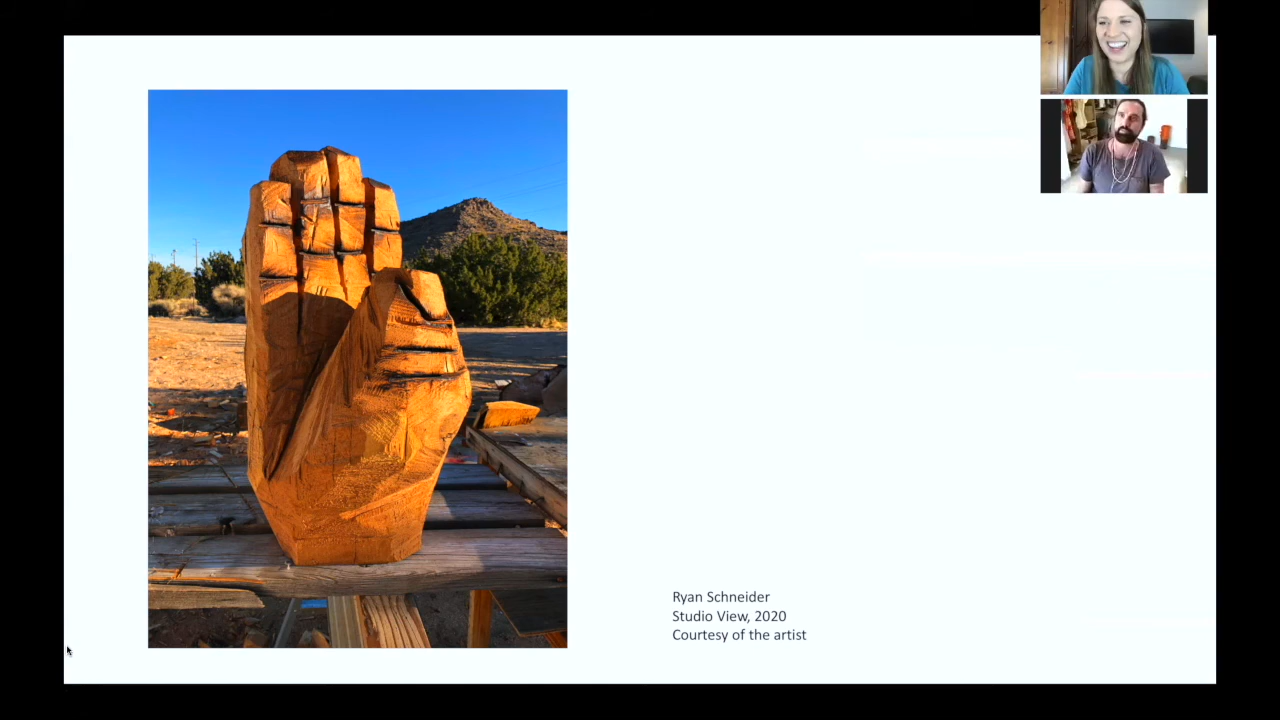 Ryan Schneider
Studio View, 2020
Courtesy of the artist